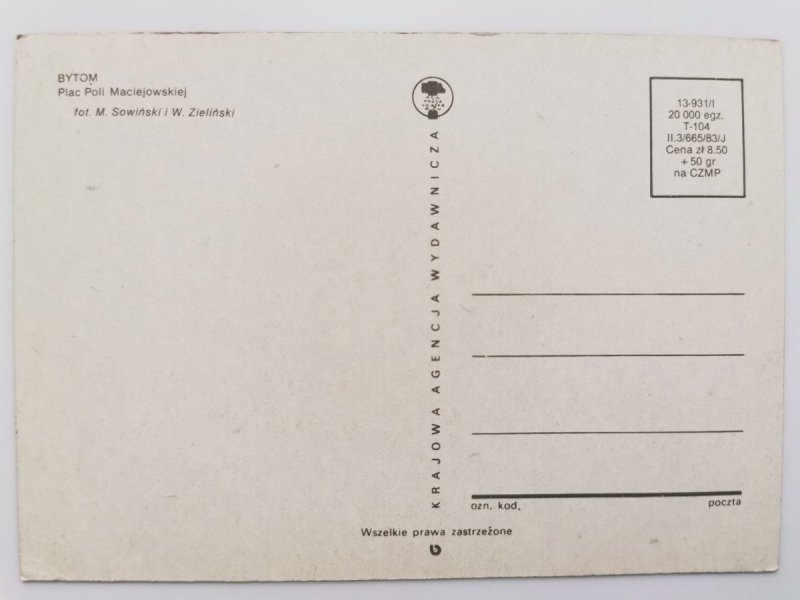 BYTOM
Plac Poli Maciejowskiej
fot. M. Sowiński i W. Zieliński
KRAJOWA AGENCJA WYDAWNICZA
13-931/I
20 000 egz.
T-104
II.3/665/83/J
Cena zł 8.50
+ 50 gr
na CZMP
ozn. kod.
poczta
Wszelkie prawa zastrzeżone